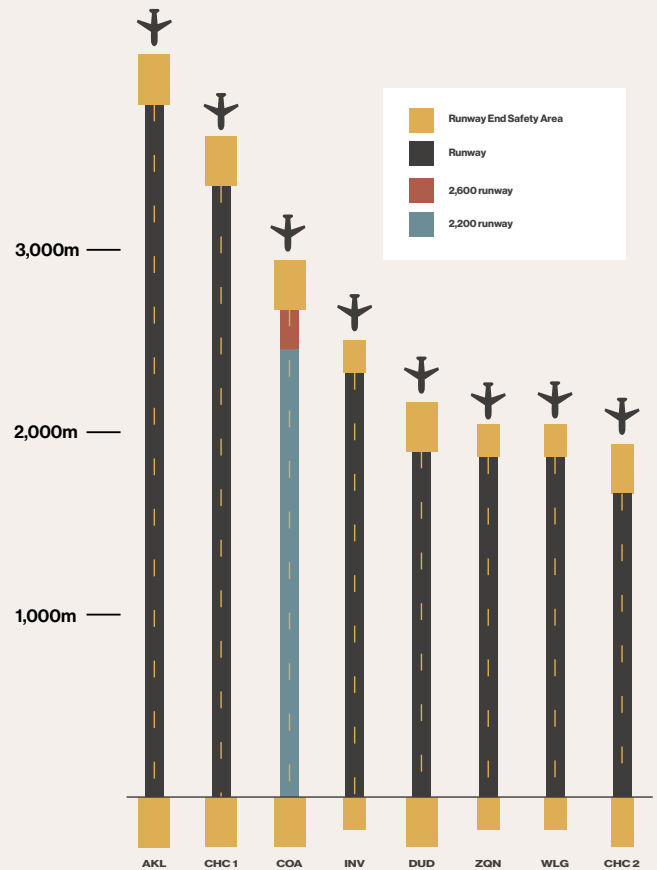 Runway End Safety Area
Runway
2,600 runway
2,200 runway
3,000m
2,000m
1,000m
AKL CHC 1 COA INV DUD ZQN WLG CHC 2